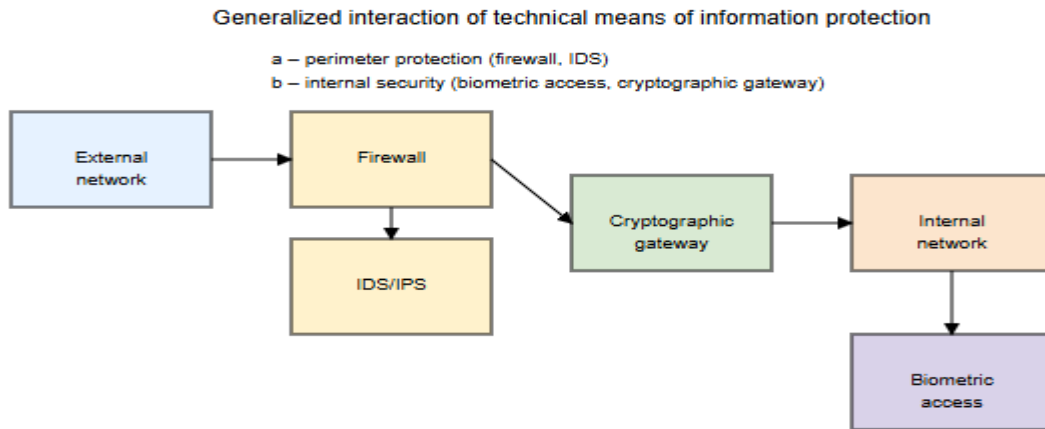 Generalized interaction of technical means of information protection
a – perimeter protection (firewall, IDS)
b – internal security (biometric access, cryptographic gateway)
External
network
Firewall
IDS/IPS
Cryptographic
gateway
Internal
network
Biometric
access